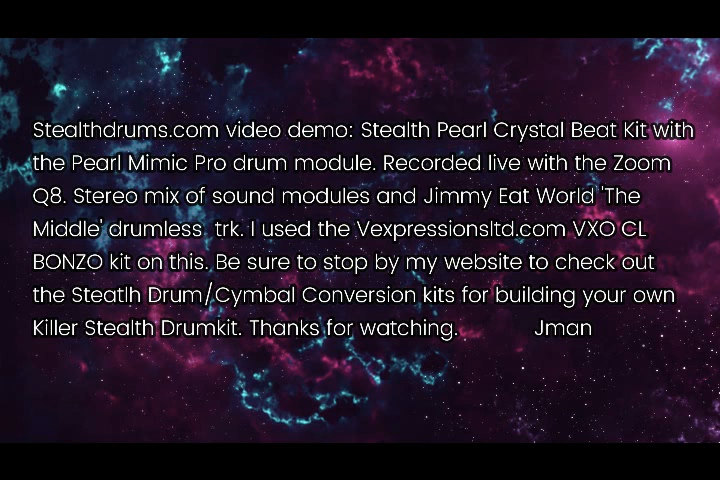 Stealthdrums.com video demo: Stealth Pearl Crystal Beat Kit with
the Pearl Mimic Pro drum module. Recorded live with the Zoom
Q8. Stereo mix of sound modules and Jimmy Eat World 'The
Middle' drumless  trk. I used the Vexpressionsltd.com VXO CL
BONZO kit on this. Be sure to stop by my website to check out
the Steatlh Drum/Cymbal Conversion kits for building your own
Killer Stealth Drumkit. Thanks for watching.            Jman